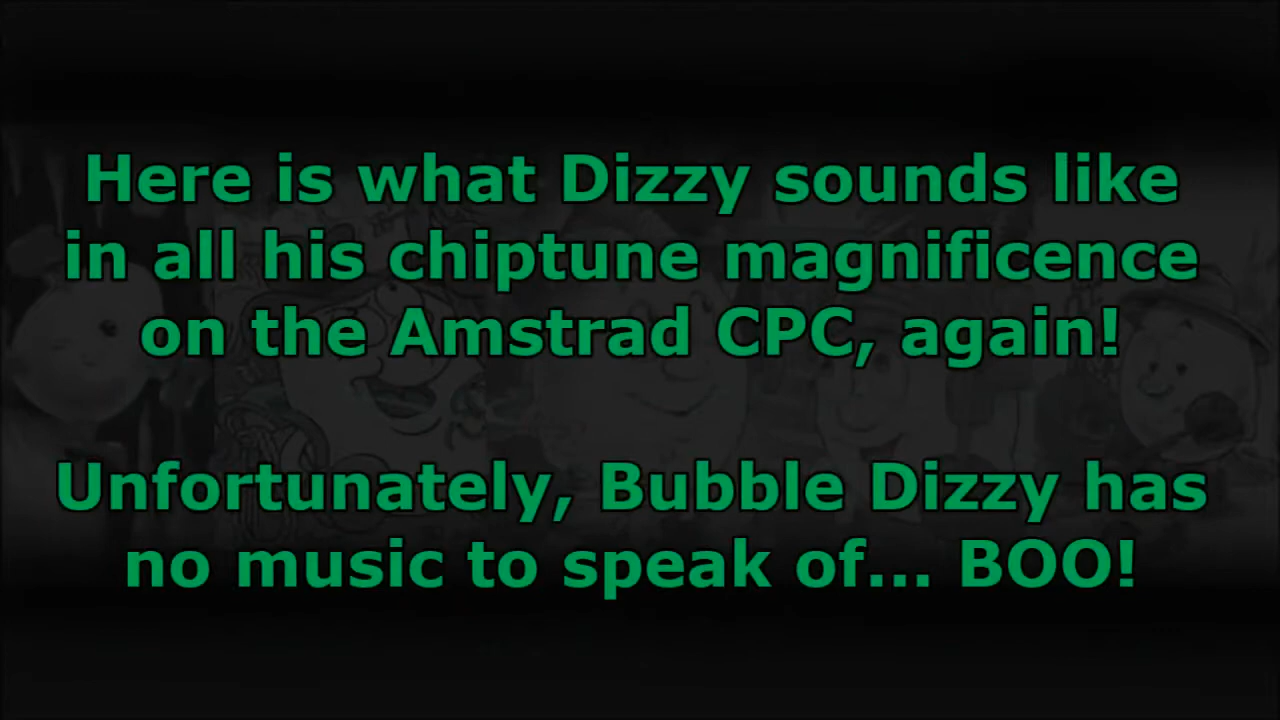 Here is what Dizzy sounds like
in all his chiptune magnificence
on the Amstrad CPC, again!
Unfortunately, Bubble Dizzy has
no music to speak of... BOO!